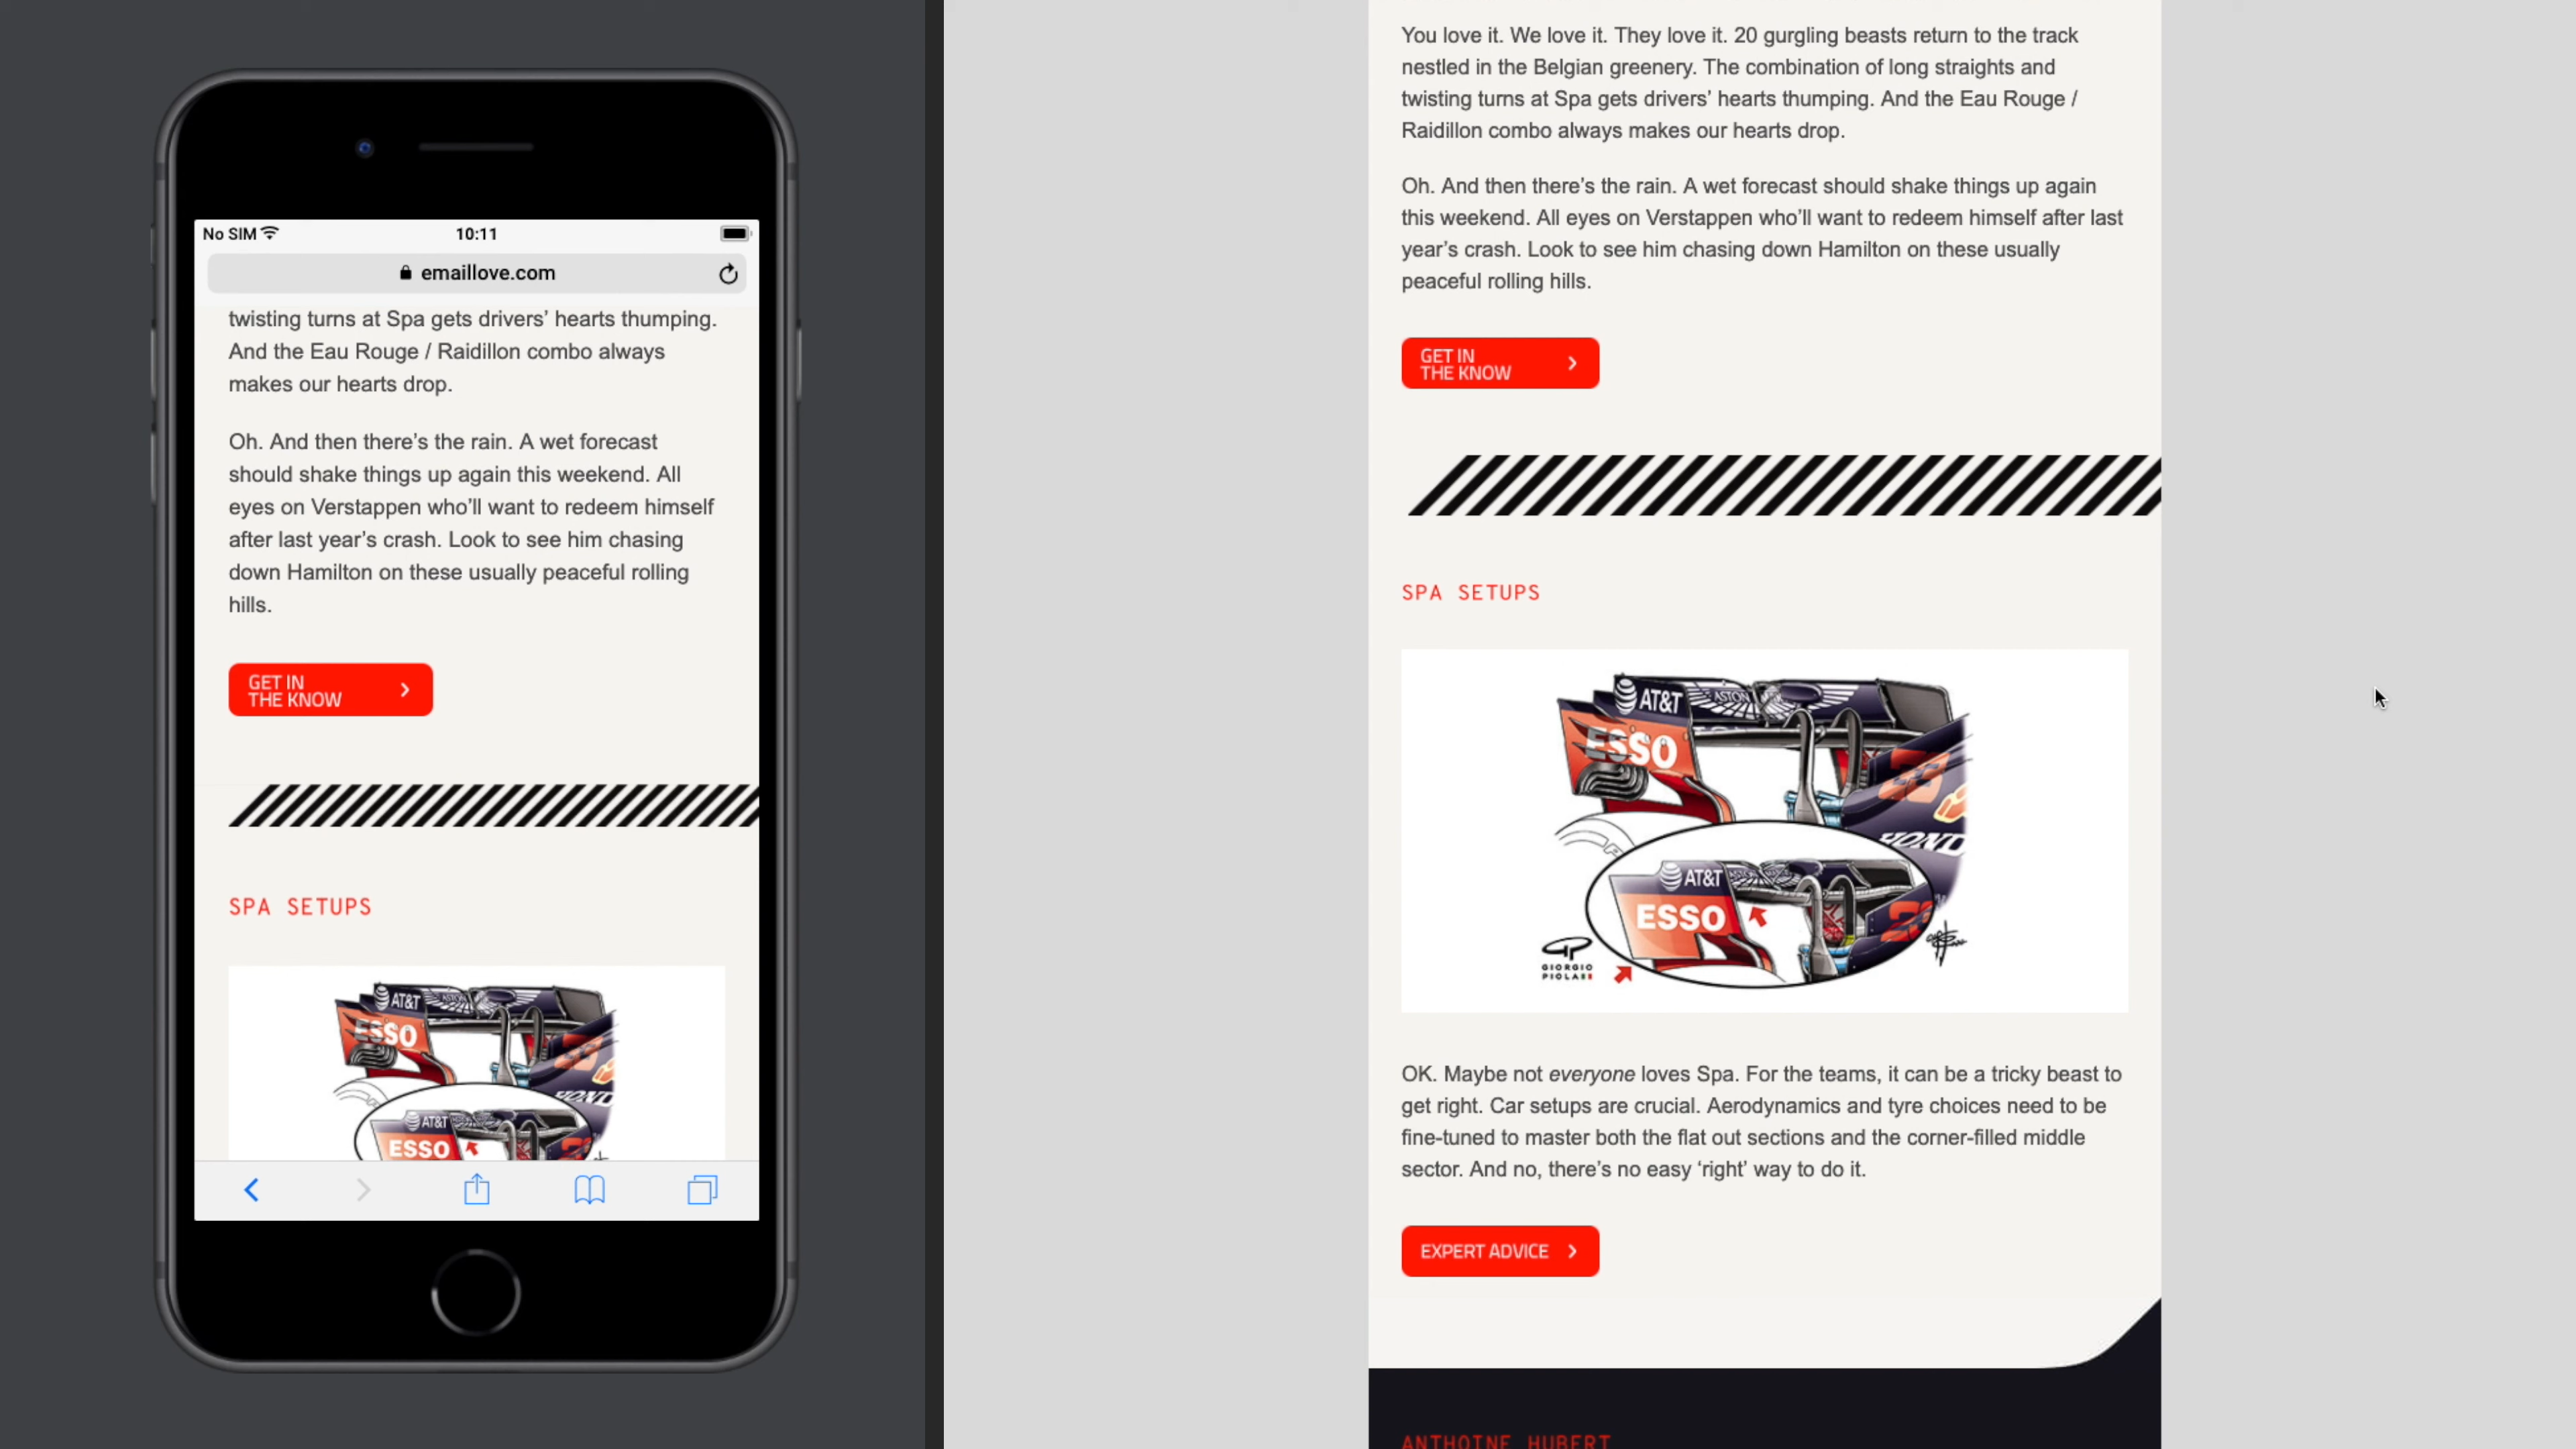 No SIM
10:11
emaillove.com
twisting turns at Spa gets drivers’ hearts thumping.
And the Eau Rouge / Raidillon combo always
makes our hearts drop.
Oh. And then there’s the rain. A wet forecast
should shake things up again this weekend. All
eyes on Verstappen who’ll want to redeem himself
after last year’s crash. Look to see him chasing
down Hamilton on these usually peaceful rolling
hills.
GET IN
THE KNOW
SPA SETUPS
AT&T
ASTON
ESSO
AT&T
ESSO
You love it. We love it. They love it. 20 gurgling beasts return to the track
nestled in the Belgian greenery. The combination of long straights and
twisting turns at Spa gets drivers’ hearts thumping. And the Eau Rouge /
Raidillon combo always makes our hearts drop.
Oh. And then there’s the rain. A wet forecast should shake things up again
this weekend. All eyes on Verstappen who’ll want to redeem himself after last
year’s crash. Look to see him chasing down Hamilton on these usually
peaceful rolling hills.
GET IN
THE KNOW
SPA SETUPS
AT&T
ASTON
ESSO
HOND
AT&T
ESSO
GIORGIO
PIOLA
OK. Maybe not everyone loves Spa. For the teams, it can be a tricky beast to
get right. Car setups are crucial. Aerodynamics and tyre choices need to be
fine-tuned to master both the flat out sections and the corner-filled middle
sector. And no, there’s no easy ‘right’ way to do it.
EXPERT ADVICE
ANTHOINE HUBERT